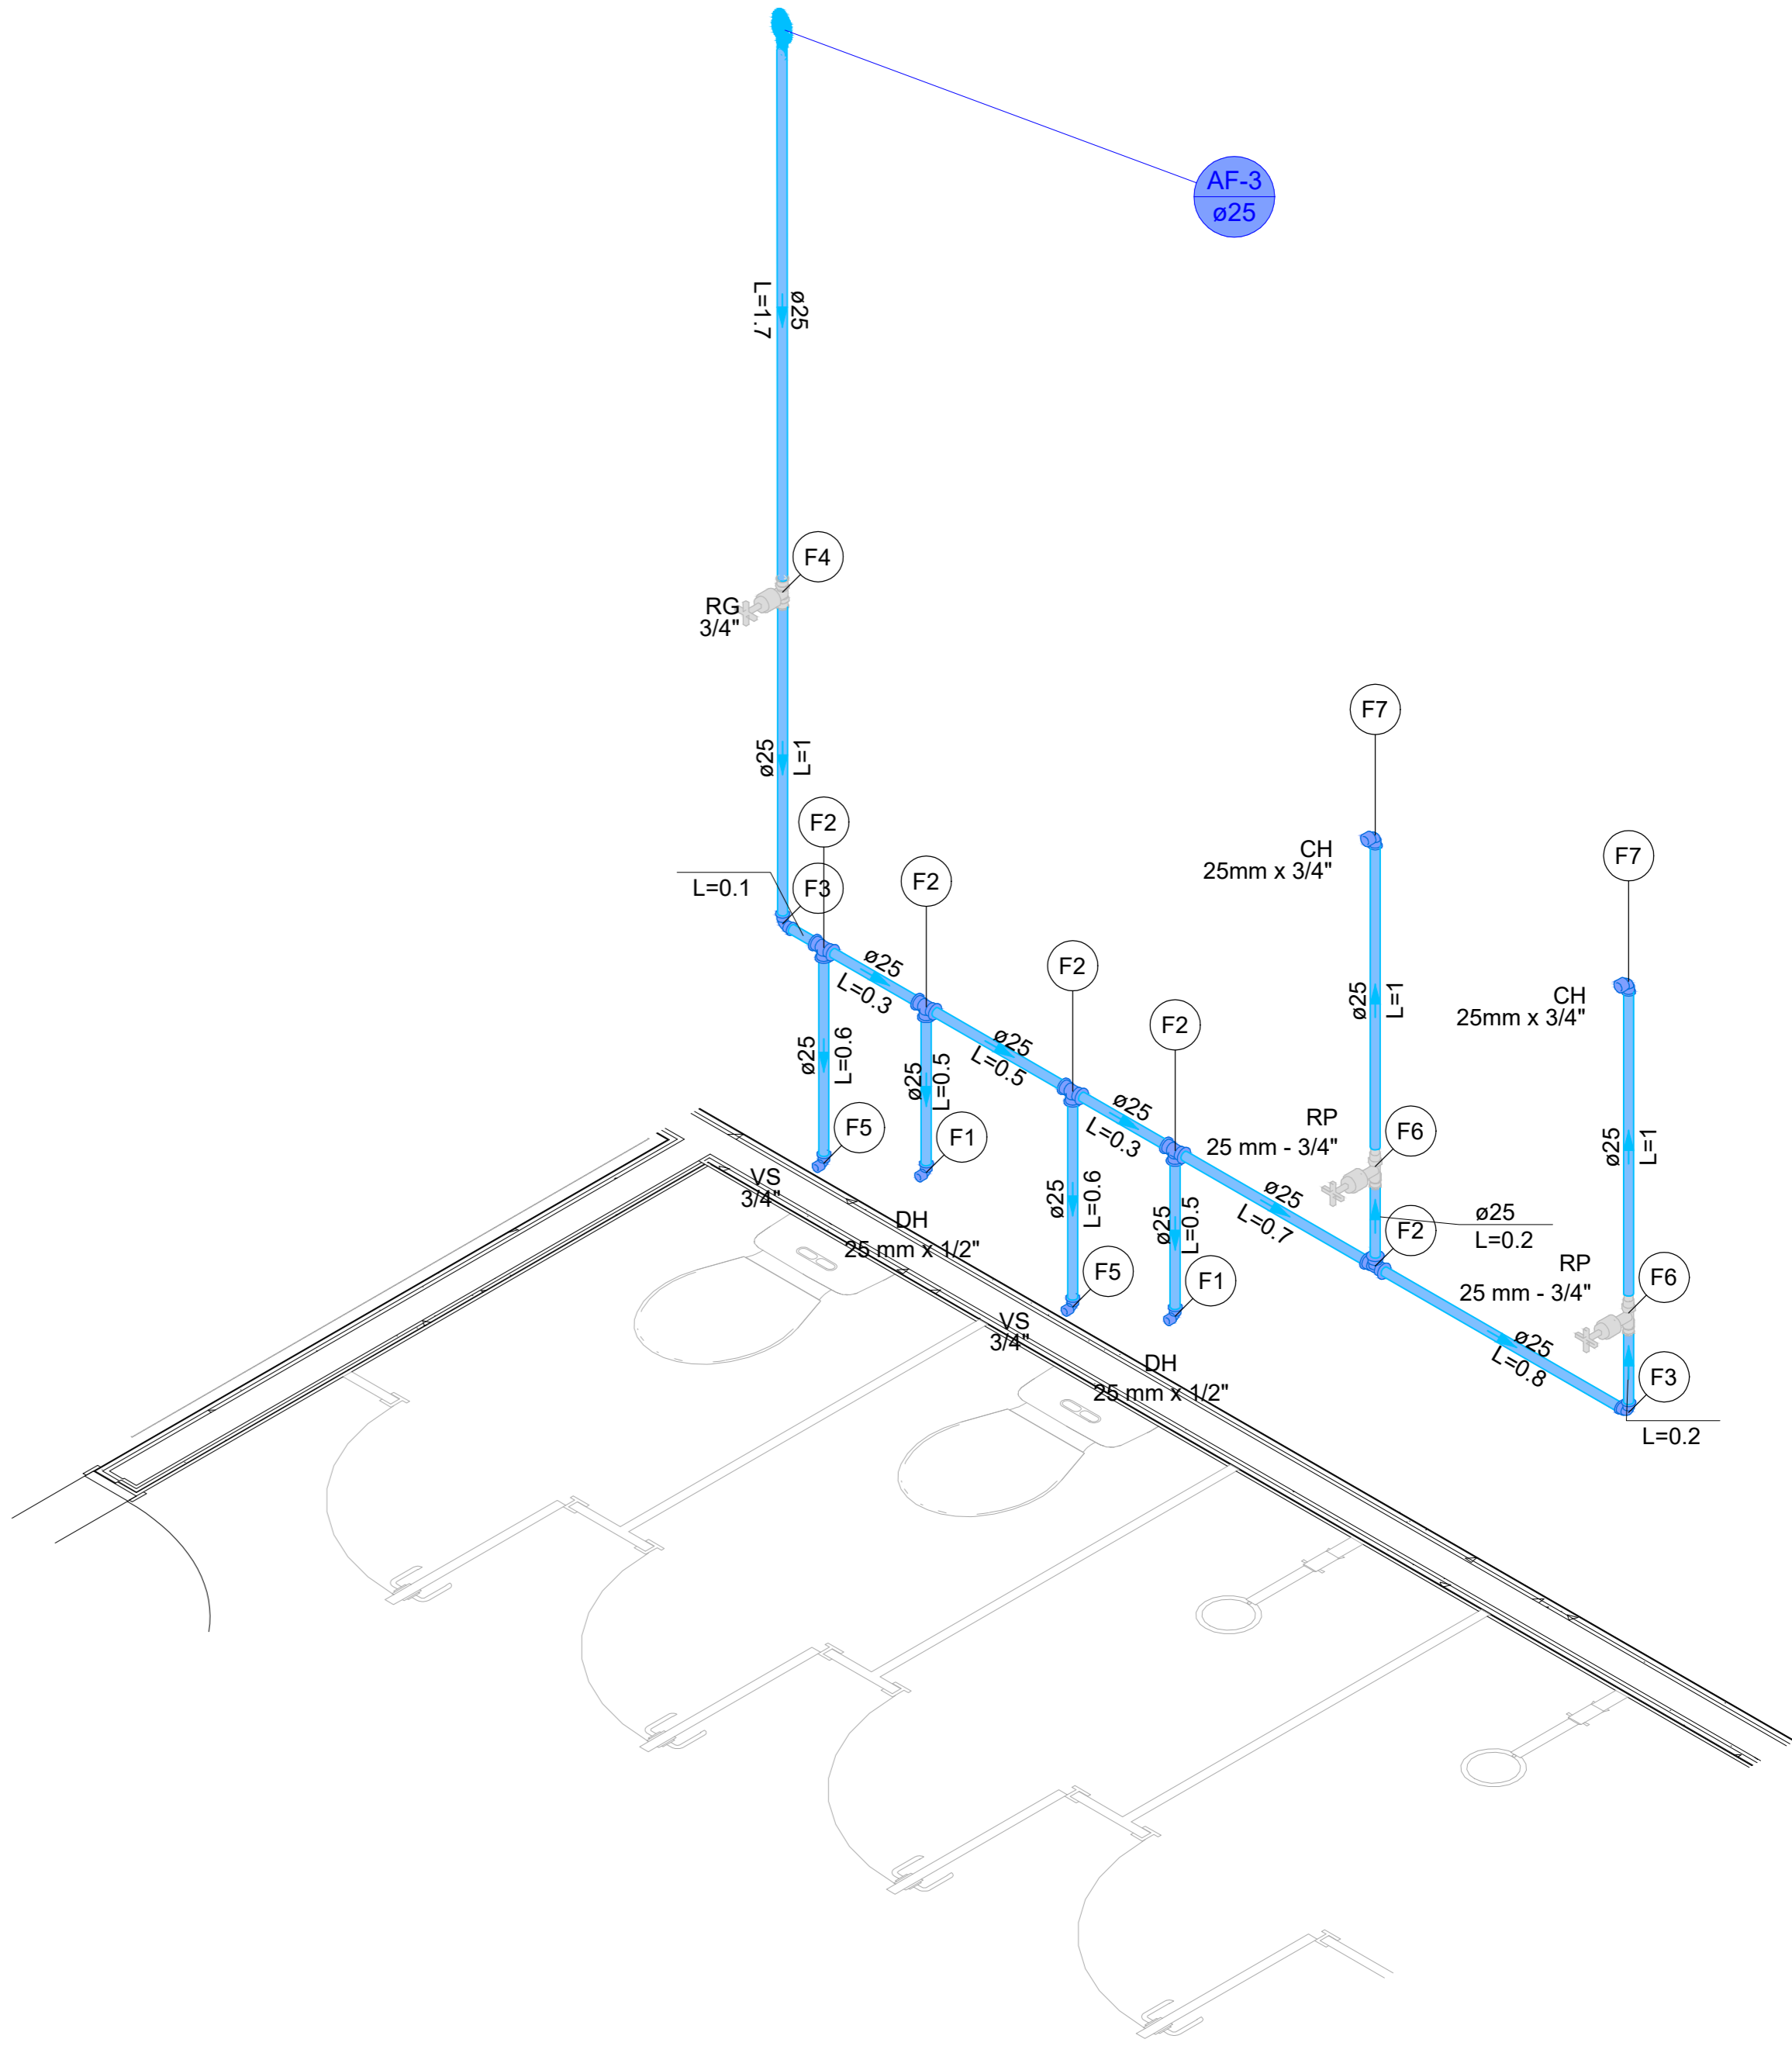 AF-3
ø25
ø25
L=1.7
F4
RG
3/4"
ø25
L=1
F7
F2
F3
L=0.1
F2
CH
25mm x 3/4"
F7
F2
ø25
L=0.3
CH
25mm x 3/4"
ø25
L=1
F2
ø25
L=0.5
ø25
L=0.6
ø25
L=0.5
ø25
L=0.3
F5
F1
RP
25 mm - 3/4"
F6
ø25
L=1
VS
3/4"
ø25
L=0.6
ø25
L=0.5
ø25
L=0.7
ø25
L=0.2
F2
DH
25 mm x 1/2"
F5
F1
RP
25 mm - 3/4"
F6
VS
3/4"
ø25
L=0.8
F3
DH
25 mm x 1/2"
L=0.2